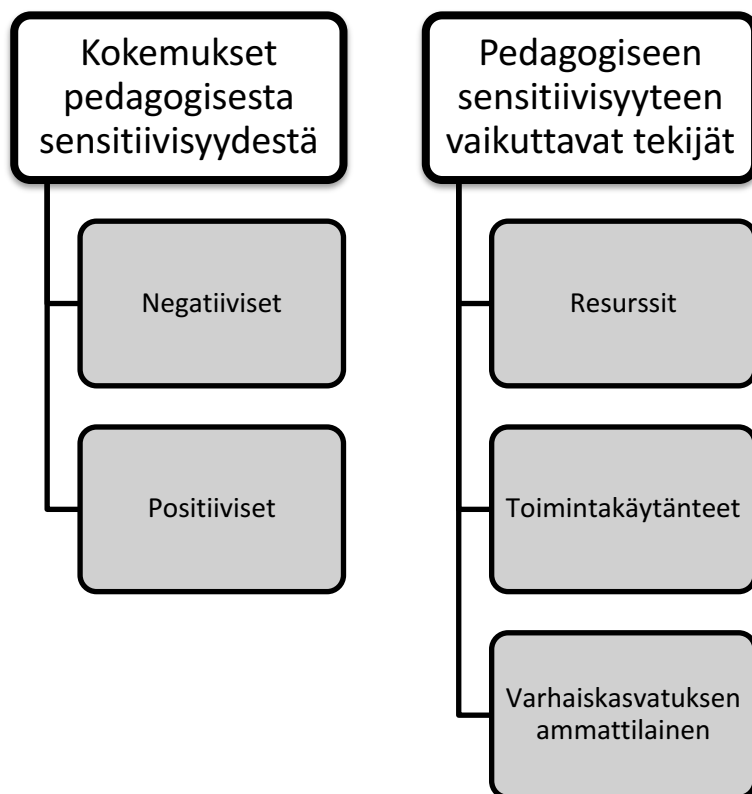 Kokemukset
pedagogisesta
sensitiivisyydestä
Negatiiviset
Positiiviset
Pedagogiseen
sensitiivisyyteen
vaikuttavat tekijät
Resurssit
Toimintakäytänteet
Varhaiskasvatuksen
ammattilainen